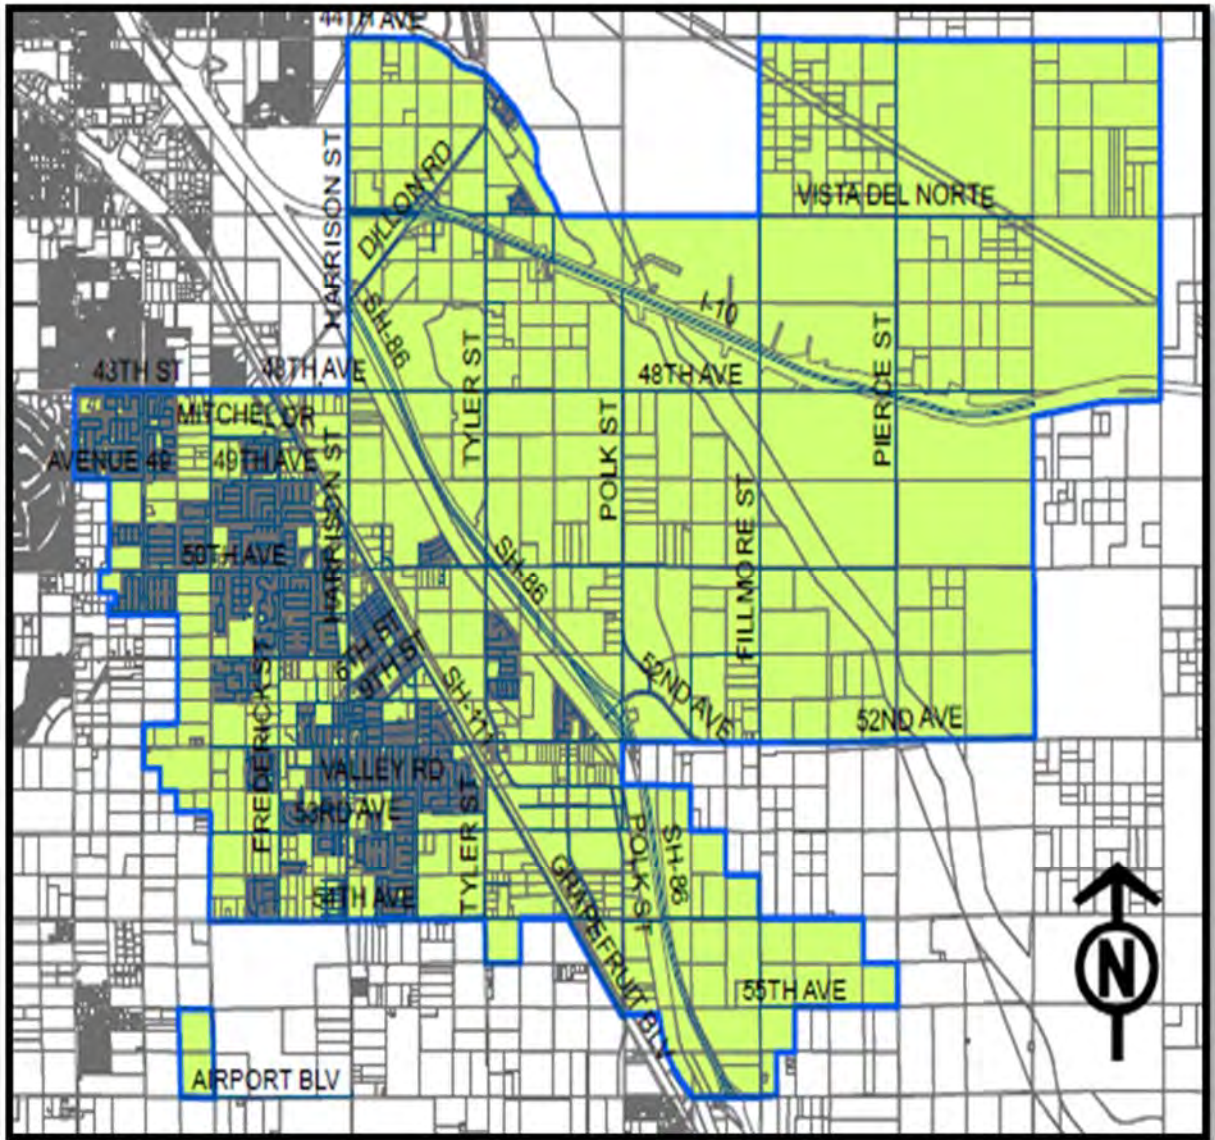 44TH AVE
HARRISON ST
DILLON RD
VISTA DEL NORTE
SH-86
I-10
TYLER ST
PIERCE ST
43TH ST
48TH AVE
48TH AVE
MITCHEL DR
AVENUE 49
49TH AVE
HARRISON ST
POLK ST
FILLMORE ST
50TH AVE
SH-86
6TH ST
9TH ST
FREDERICK ST
SH-111
52ND AVE
52ND AVE
VALLEY RD
53RD AVE
TYLER ST
POLK ST
SH-86
54TH AVE
GRAPEFRUIT BLV
55TH AVE
N
AIRPORT BLV